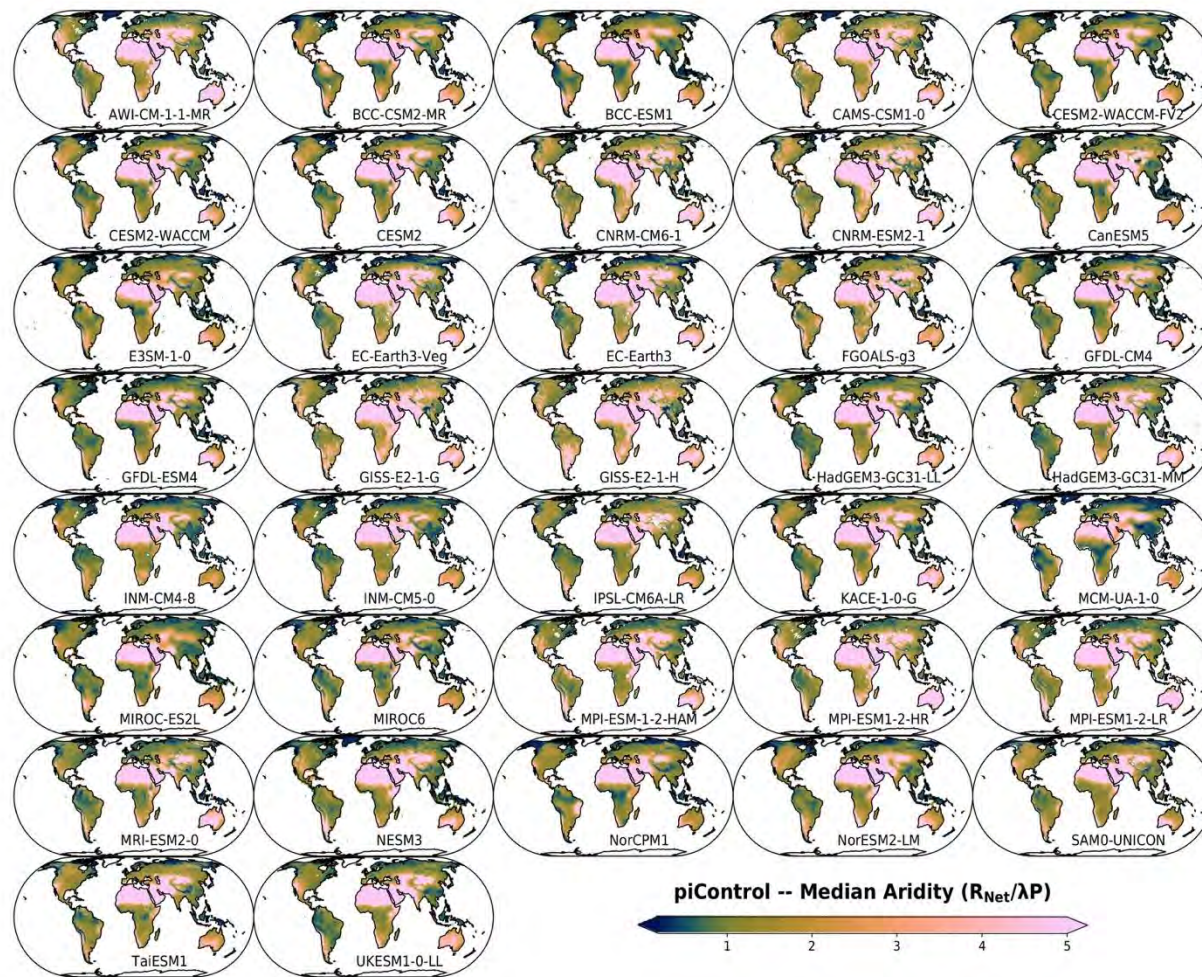 AWI-CM-1-1-MR
BCC-CSM2-MR
BCC-ESM1
CAMS-CSM1-0
CESM2-WACCM-FV2
CESM2-WACCM
CESM2
CNRM-CM6-1
CNRM-ESM2-1
CanESM5
E3SM-1-0
EC-Earth3-Veg
EC-Earth3
FGOALS-g3
GFDL-CM4
GFDL-ESM4
GISS-E2-1-G
GISS-E2-1-H
HadGEM3-GC31-LL
HadGEM3-GC31-MM
INM-CM4-8
INM-CM5-0
IPSL-CM6A-LR
KACE-1-0-G
MCM-UA-1-0
MIROC-ES2L
MIROC6
MPI-ESM-1-2-HAM
MPI-ESM1-2-HR
MPI-ESM1-2-LR
MRI-ESM2-0
NESM3
NorCPM1
NorESM2-LM
SAM0-UNICON
TaiESM1
UKESM1-0-LL
piControl -- Median Aridity (R_Net/λP)
1 2 3 4 5